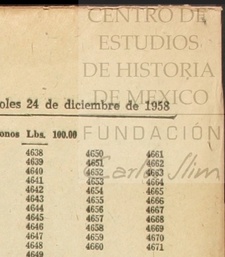 CENTRO DE
ESTUDIOS
DE HISTORIA
DE MEXICO
oles 24 de diciembre de 1958
FUNDACIÓN
Carlos Slim
onos Lbs. 100.00
4638 4650 4661
4639 4651 4662
4640 4652 4663
4641 4653 4664
4642 4654 4665
4643 4655 4666
4644 4656 4667
4645 4657 4668
4646 4658 4669
4647 4659 4670
4648 4660 4671
4649